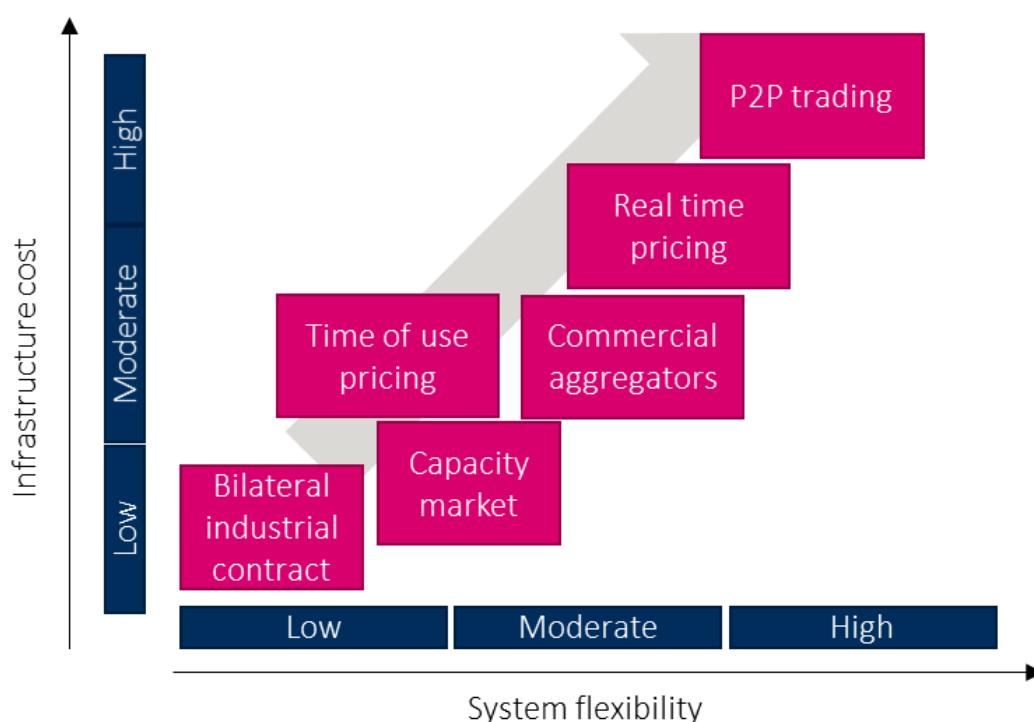 P2P trading
Real time
pricing
Time of use
pricing
Commercial
aggregators
Capacity
market
Bilateral
industrial
contract
Infrastructure cost
High
Moderate
Low
Low
Moderate
High
System flexibility